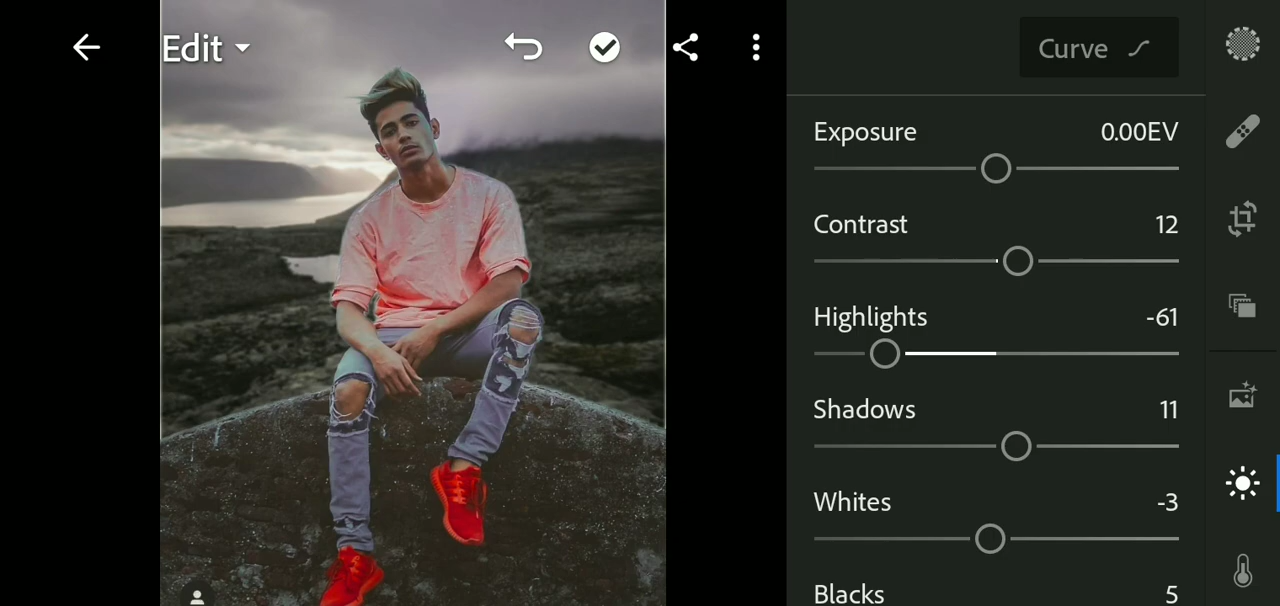 Edit
Curve
Exposure 0.00EV
Contrast 12
Highlights -61
Shadows 11
Whites -3
Blacks 5